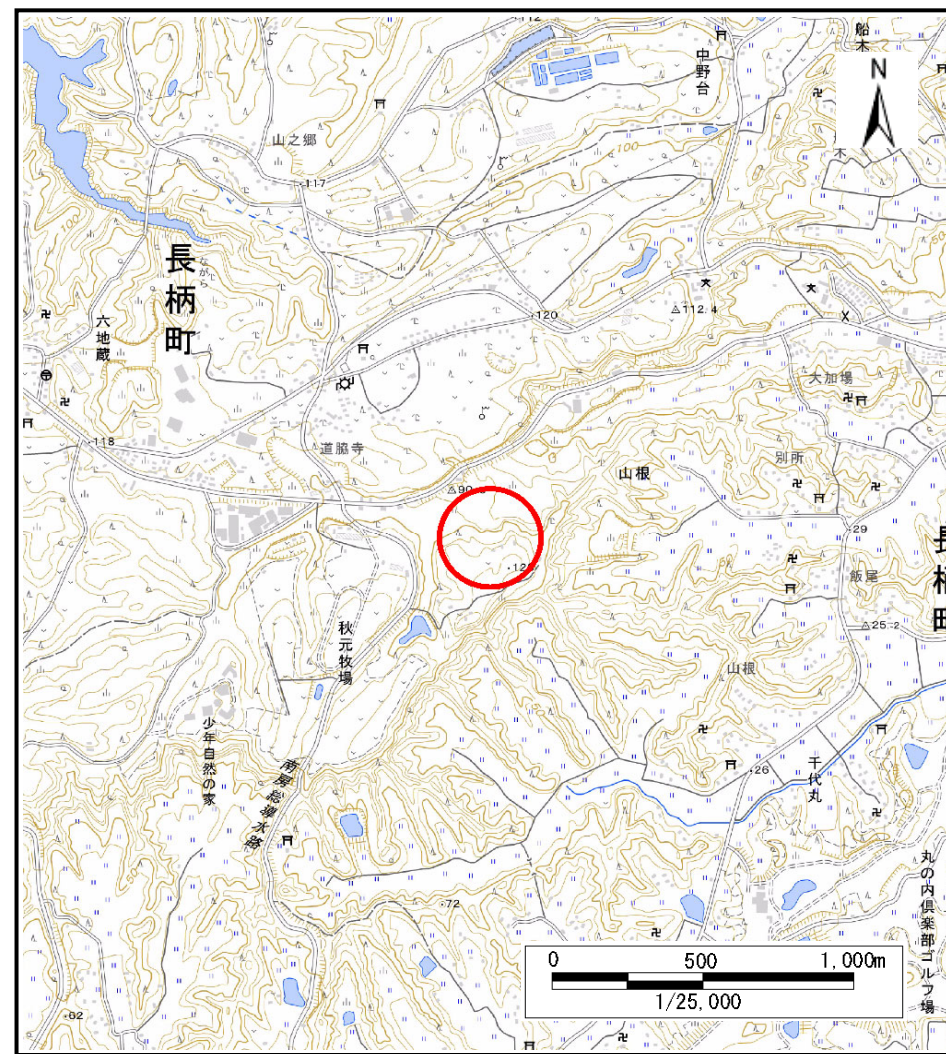 112
船木
中野台
N
山之郷
100
木
117
長柄町
ながら
六地蔵
120
△112.4
大加場
118
道脇寺
山根
別所
△90.
29
長柄町
120
飯尾
△25.2
秋元牧場
山根
少年自然の家
南房総導水路
26
千代丸
72
丸の内倶楽部ゴルフ場
62
0 500 1,000m
1/25,000